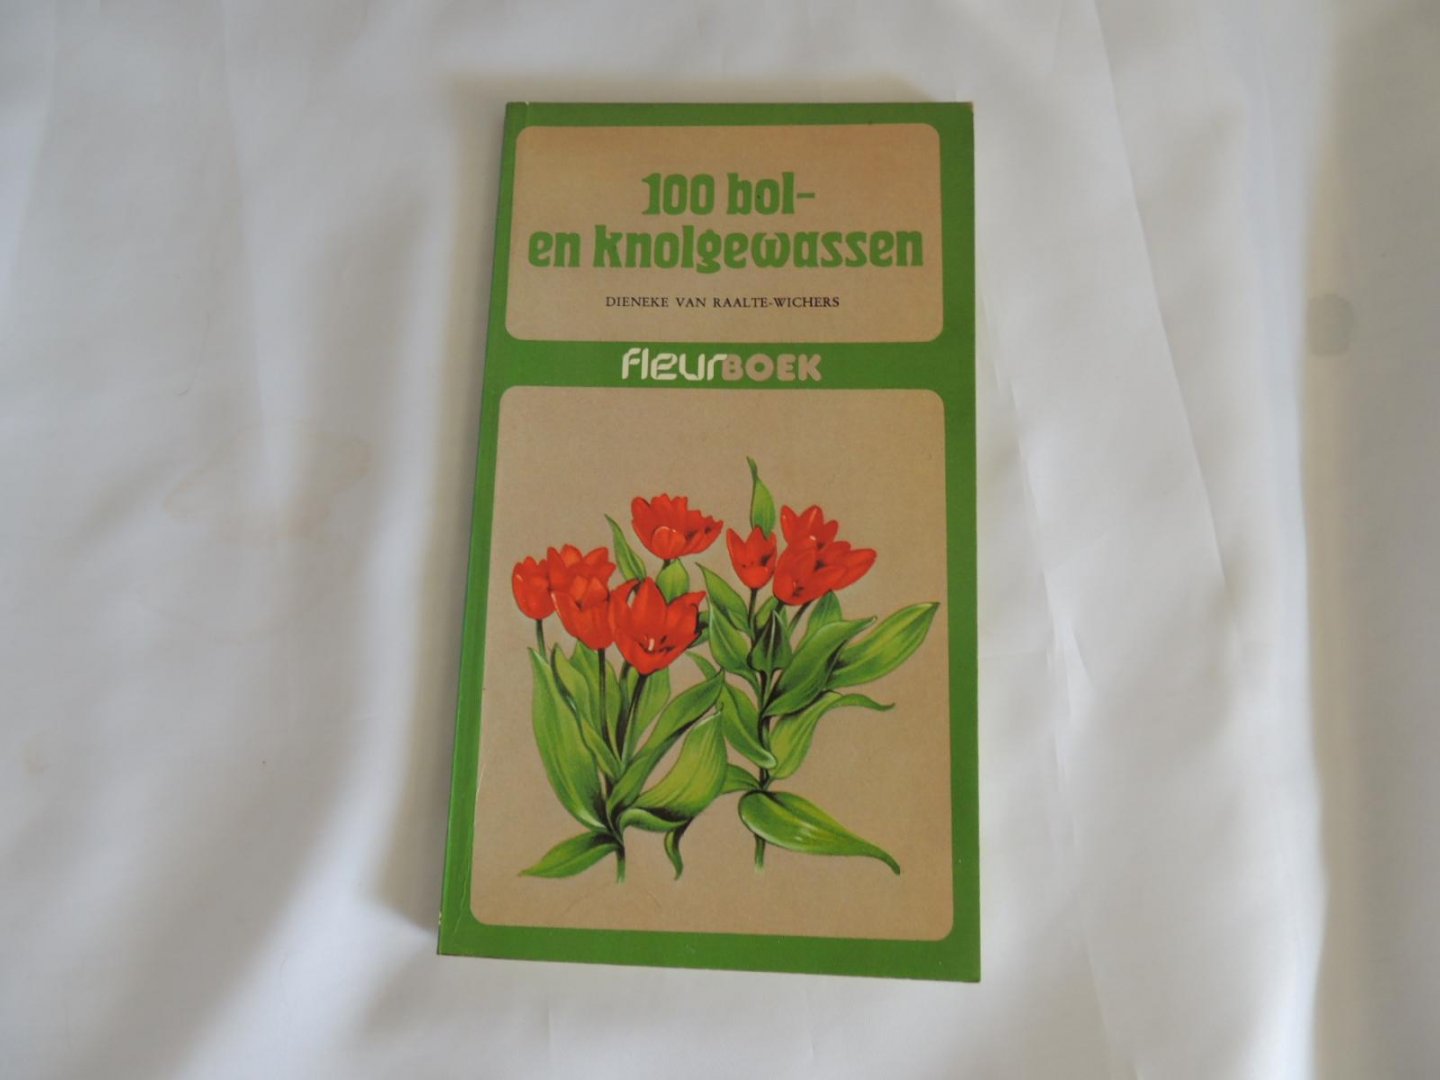 100 bol-
en knolgewassen
DIENEKE VAN RAALTE-WICHERS
fleurBOEK